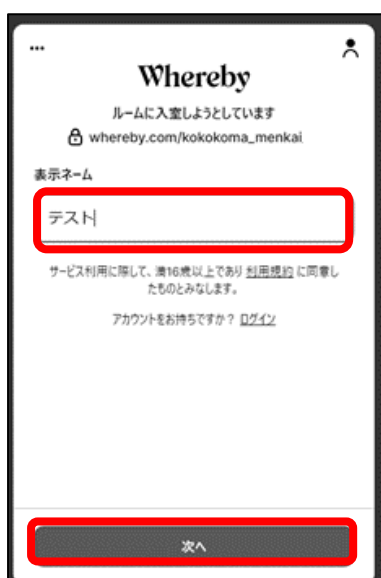 …
Whereby
ルームに入室しようとしています
whereby.com/kokokoma_menkai
表示ネーム
テスト
サービス利用に際して、満16歳以上であり 利用規約 に同意し
たものとみなします。
アカウントをお持ちですか? ログイン
次へ